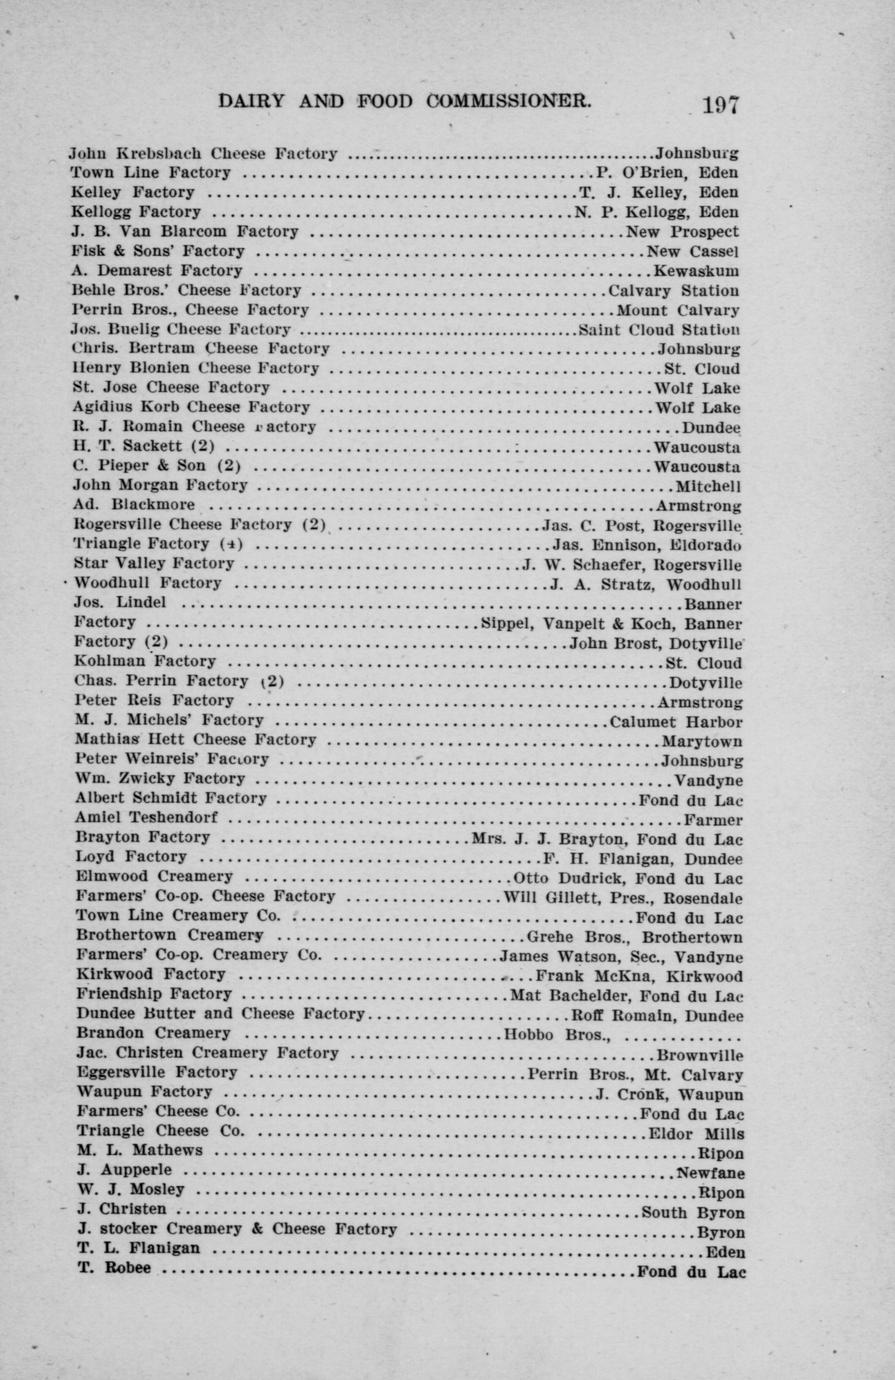 DAIRY AND FOOD COMMISSIONER. 197
John Krebsbach Cheese Factory ........ Johnsburg
Town Line Factory ........ P. O'Brien, Eden
Kelley Factory ........ T. J. Kelley, Eden
Kellogg Factory ........ N. P. Kellogg, Eden
J. B. Van Blarcom Factory ........ New Prospect
Fisk & Sons' Factory ........ New Cassel
A. Demarest Factory ........ Kewaskum
Behle Bros.' Cheese Factory ........ Calvary Station
Perrin Bros., Cheese Factory ........ Mount Calvary
Jos. Buelig Cheese Factory ........ Saint Cloud Station
Chris. Bertram Cheese Factory ........ Johnsburg
Henry Blonien Cheese Factory ........ St. Cloud
St. Jose Cheese Factory ........ Wolf Lake
Agidius Korb Cheese Factory ........ Wolf Lake
R. J. Romain Cheese Factory ........ Dundee
H. T. Sackett (2) ........ Waucousta
C. Pieper & Son (2) ........ Waucousta
John Morgan Factory ........ Mitchell
Ad. Blackmore ........ Armstrong
Rogersville Cheese Factory (2) ........ Jas. C. Post, Rogersville
Triangle Factory (4) ........ Jas. Ennison, Eldorado
Star Valley Factory ........ J. W. Schaefer, Rogersville
Woodhull Factory ........ J. A. Stratz, Woodhull
Jos. Lindel ........ Banner
Factory ........ Sippel, Vanpelt & Koch, Banner
Factory (2) ........ John Brost, Dotyville
Kohlman Factory ........ St. Cloud
Chas. Perrin Factory (2) ........ Dotyville
Peter Reis Factory ........ Armstrong
M. J. Michels' Factory ........ Calumet Harbor
Mathias Hett Cheese Factory ........ Marytown
Peter Weinreis' Factory ........ Johnsburg
Wm. Zwicky Factory ........ Vandyne
Albert Schmidt Factory ........ Fond du Lac
Amiel Teshendorf ........ Farmer
Brayton Factory ........ Mrs. J. J. Brayton, Fond du Lac
Loyd Factory ........ F. H. Flanigan, Dundee
Elmwood Creamery ........ Otto Dudrick, Fond du Lac
Farmers' Co-op. Cheese Factory ........ Will Gillett, Pres., Rosendale
Town Line Creamery Co. ........ Fond du Lac
Brothertown Creamery ........ Grehe Bros., Brothertown
Farmers' Co-op. Creamery Co. ........ James Watson, Sec., Vandyne
Kirkwood Factory ........ Frank McKna, Kirkwood
Friendship Factory ........ Mat Bachelder, Fond du Lac
Dundee Butter and Cheese Factory ........ Roff Romain, Dundee
Brandon Creamery ........ Hobbo Bros., ........
Jac. Christen Creamery Factory ........ Brownville
Eggersville Factory ........ Perrin Bros., Mt. Calvary
Waupun Factory ........ J. Cronk, Waupun
Farmers' Cheese Co. ........ Fond du Lac
Triangle Cheese Co. ........ Eldor Mills
M. L. Mathews ........ Ripon
J. Aupperle ........ Newfane
W. J. Mosley ........ Ripon
J. Christen ........ South Byron
J. stocker Creamery & Cheese Factory ........ Byron
T. L. Flanigan ........ Eden
T. Robee ........ Fond du Lac